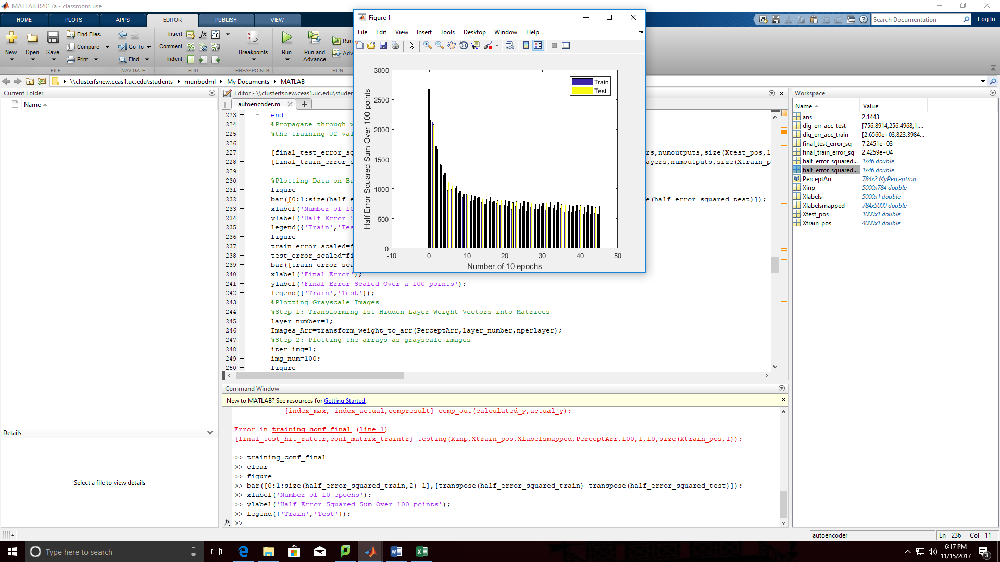 MATLAB R2017a - classroom use
HOME PLOTS APPS EDITOR PUBLISH VIEW
Search Documentation
Log In
New Open Save
Find Files
Compare
Print
FILE
Go To
Find
NAVIGATE
Insert
Comment
Indent
EDIT
Breakpoints
BREAKPOINTS
Run
Run and
Advance
Run
Adv
RUN
\\clusterfsnew.ceas1.uc.edu\students munbodml My Documents MATLAB
Current Folder
Name
Details
Select a file to view details
Editor - \\clusterfsnew.ceas1.uc.edu\studen
autoencoder.m
223 end
224 %Propagate through w
225 %the training J2 val
226
227 [final_test_error_sq rs,numoutputs,size(Xtest_pos,1
228 [final_train_error_s ayers,numoutputs,size(Xtrain_p
229
230 %Plotting Data on Ba
231 figure
232 bar([0:1:size(half_e e(half_error_squared_test)]);
233 xlabel('Number of 10
234 ylabel('Half Error S
235 legend({'Train','Tes
236 figure
237 train_error_scaled=f
238 test_error_scaled=fi
239 bar([train_error_sca
240 xlabel('Final Error');
241 ylabel('Final Error Scaled Over a 100 points');
242 legend({'Train','Test'});
243 %Plotting Grayscale Images
244 %Step 1: Transforming 1st Hidden Layer Weight Vectors into Matrices
245 layer_number=1;
246 Images_Arr=transform_weight_to_arr(PerceptArr,layer_number,nperlayer);
247 %Step 2: Plotting the arrays as grayscale images
248 iter_img=1;
249 img_num=100;
250 figure
Figure 1
File Edit View Insert Tools Desktop Window Help
Half Error Squared Sum Over 100 points
3000
2500
2000
1500
1000
500
0
-10 0 10 20 30 40 50
Number of 10 epochs
Train
Test
Command Window
New to MATLAB? See resources for Getting Started.
[index_max, index_actual,compresult]=comp_out(calculated_y,actual_y);
Error in training_conf_final (line 1)
[final_test_hit_ratetr,conf_matrix_traintr]=testing(Xinp,Xtrain_pos,Xlabelsmapped,PerceptArr,100,1,10,size(Xtrain_pos,1));
>> training_conf_final
>> clear
>> figure
>> bar([0:1:size(half_error_squared_train,2)-1],[transpose(half_error_squared_train) transpose(half_error_squared_test)]);
>> xlabel('Number of 10 epochs');
>> ylabel('Half Error Squared Sum Over 100 points');
>> legend({'Train','Test'});
fx >>
Workspace
Name Value
ans 2.1443
dig_err_acc_test [756.8914,256.4968,1....
dig_err_acc_train [2.6560e+03,823.3984...
final_test_error_sq 7.2451e+03
final_train_error_sq 2.4259e+04
half_error_squared... 1x46 double
half_error_squared... 1x46 double
PerceptArr 784x2 MyPerceptron
Xinp 5000x784 double
Xlabels 5000x1 double
Xlabelsmapped 784x5000 double
Xtest_pos 1000x1 double
Xtrain_pos 4000x1 double
autoencoder
Ln 236 Col 11
Type here to search
6:17 PM
11/15/2017
3